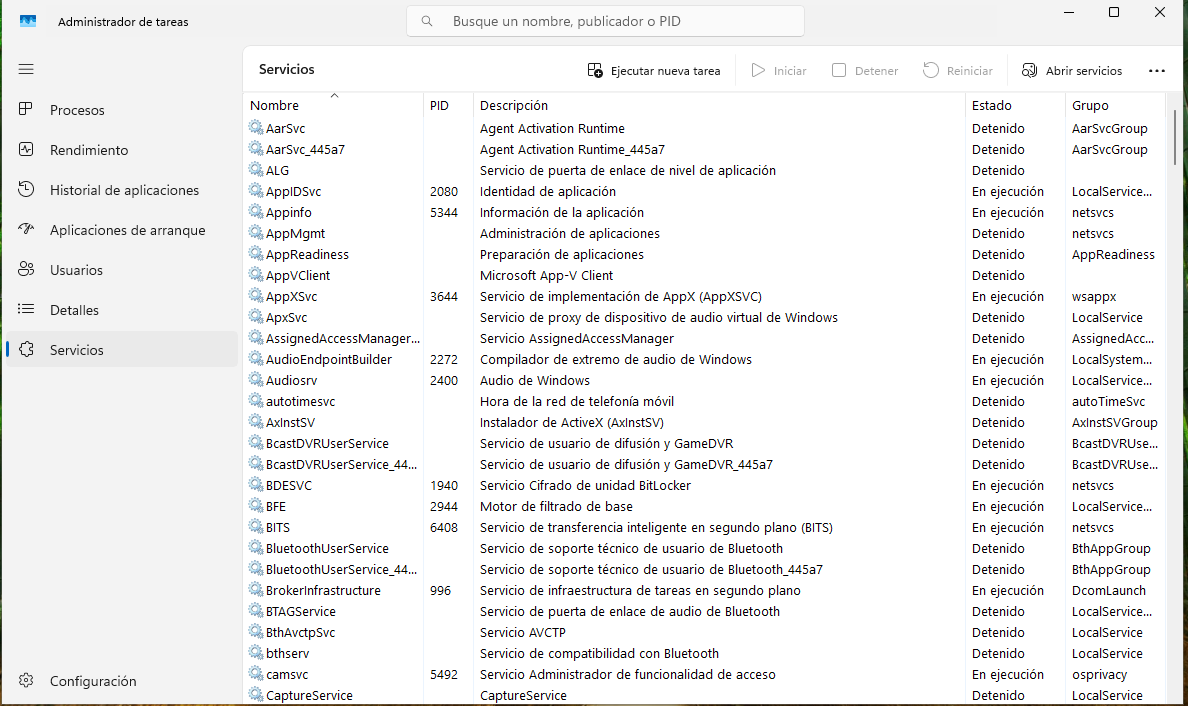 Administrador de tareas
Busque un nombre, publicador o PID
Procesos
Rendimiento
Historial de aplicaciones
Aplicaciones de arranque
Usuarios
Detalles
Servicios
Configuración
Servicios Ejecutar nueva tarea Iniciar Detener Reiniciar Abrir servicios ...
Nombre PID Descripción Estado Grupo
AarSvc Agent Activation Runtime Detenido AarSvcGroup
AarSvc_445a7 Agent Activation Runtime_445a7 Detenido AarSvcGroup
ALG Servicio de puerta de enlace de nivel de aplicación Detenido
AppIDSvc 2080 Identidad de aplicación En ejecución LocalService...
Appinfo 5344 Información de la aplicación En ejecución netsvcs
AppMgmt Administración de aplicaciones Detenido netsvcs
AppReadiness Preparación de aplicaciones Detenido AppReadiness
AppVClient Microsoft App-V Client Detenido
AppXSvc 3644 Servicio de implementación de AppX (AppXSVC) En ejecución wsappx
ApxSvc Servicio de proxy de dispositivo de audio virtual de Windows Detenido LocalService
AssignedAccessManager... Servicio AssignedAccessManager Detenido AssignedAcc...
AudioEndpointBuilder 2272 Compilador de extremo de audio de Windows En ejecución LocalSystem...
Audiosrv 2400 Audio de Windows En ejecución LocalService...
autotimesvc Hora de la red de telefonía móvil Detenido autoTimeSvc
AxInstSV Instalador de ActiveX (AxInstSV) Detenido AxInstSVGroup
BcastDVRUserService Servicio de usuario de difusión y GameDVR Detenido BcastDVRUse...
BcastDVRUserService_44... Servicio de usuario de difusión y GameDVR_445a7 Detenido BcastDVRUse...
BDESVC 1940 Servicio Cifrado de unidad BitLocker En ejecución netsvcs
BFE 2944 Motor de filtrado de base En ejecución LocalService...
BITS 6408 Servicio de transferencia inteligente en segundo plano (BITS) En ejecución netsvcs
BluetoothUserService Servicio de soporte técnico de usuario de Bluetooth Detenido BthAppGroup
BluetoothUserService_44... Servicio de soporte técnico de usuario de Bluetooth_445a7 Detenido BthAppGroup
BrokerInfrastructure 996 Servicio de infraestructura de tareas en segundo plano En ejecución DcomLaunch
BTAGService Servicio de puerta de enlace de audio de Bluetooth Detenido LocalService...
BthAvctpSvc Servicio AVCTP Detenido LocalService
bthserv Servicio de compatibilidad con Bluetooth Detenido LocalService
camsvc 5492 Servicio Administrador de funcionalidad de acceso En ejecución osprivacy
CaptureService CaptureService Detenido LocalService